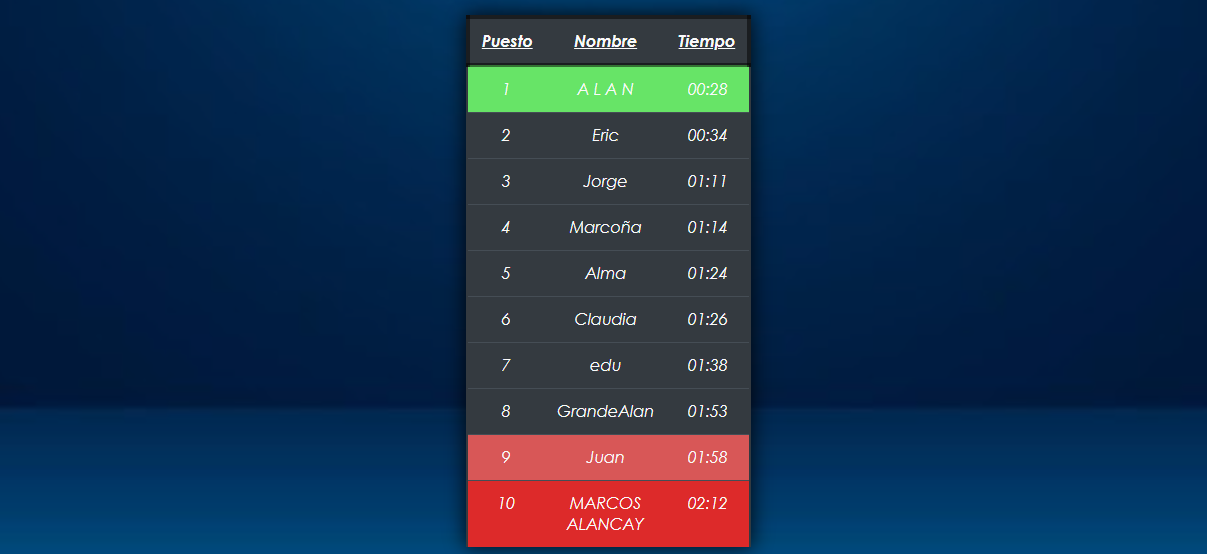 Puesto Nombre Tiempo
1 A L A N 00:28
2 Eric 00:34
3 Jorge 01:11
4 Marcoña 01:14
5 Alma 01:24
6 Claudia 01:26
7 edu 01:38
8 GrandeAlan 01:53
9 Juan 01:58
10 MARCOS 02:12
ALANCAY